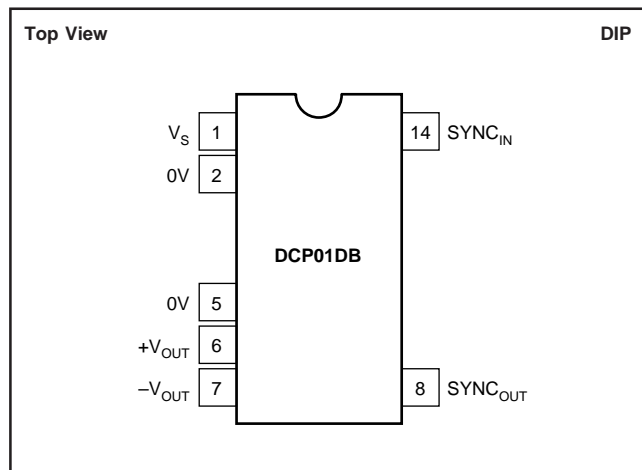 Top View DIP
V_S 1 14 SYNC_IN
0V 2
DCP01DB
0V 5
+V_OUT 6
–V_OUT 7 8 SYNC_OUT